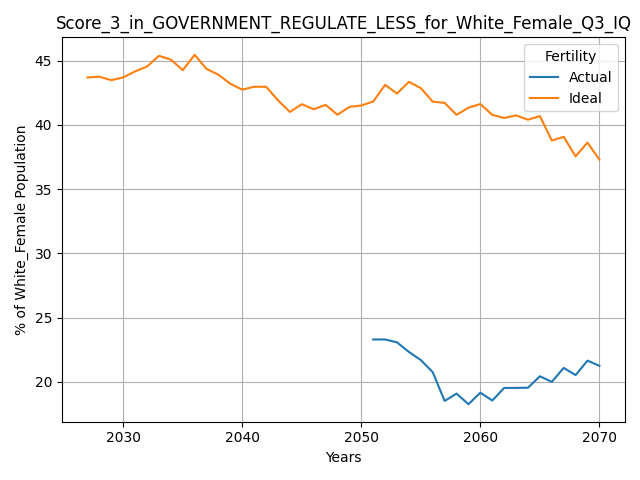 Score_3_in_GOVERNMENT_REGULATE_LESS_for_White_Female_Q3_IQ
Fertility
Actual
Ideal
% of White_Female Population
45
40
35
30
25
20
2030
2040
2050
2060
2070
Years